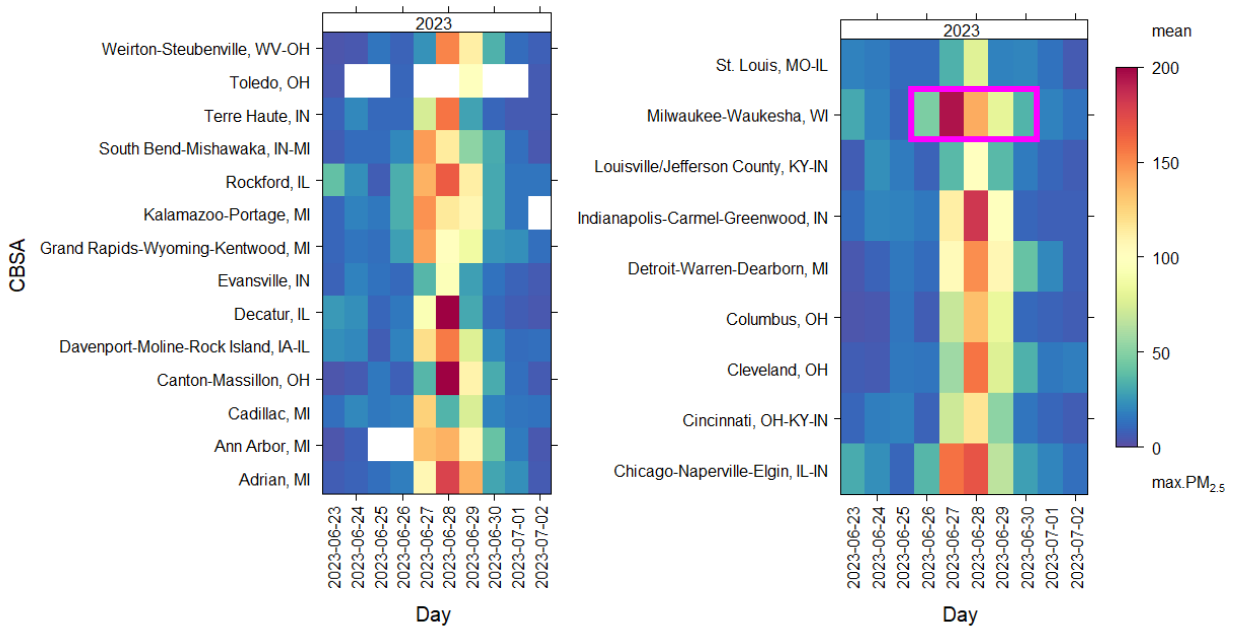 2023
Weirton-Steubenville, WV-OH
Toledo, OH
Terre Haute, IN
South Bend-Mishawaka, IN-MI
Rockford, IL
Kalamazoo-Portage, MI
Grand Rapids-Wyoming-Kentwood, MI
Evansville, IN
Decatur, IL
Davenport-Moline-Rock Island, IA-IL
Canton-Massillon, OH
Cadillac, MI
Ann Arbor, MI
Adrian, MI
CBSA
2023-06-23
2023-06-24
2023-06-25
2023-06-26
2023-06-27
2023-06-28
2023-06-29
2023-06-30
2023-07-01
2023-07-02
Day
2023
St. Louis, MO-IL
Milwaukee-Waukesha, WI
Louisville/Jefferson County, KY-IN
Indianapolis-Carmel-Greenwood, IN
Detroit-Warren-Dearborn, MI
Columbus, OH
Cleveland, OH
Cincinnati, OH-KY-IN
Chicago-Naperville-Elgin, IL-IN
2023-06-23
2023-06-24
2023-06-25
2023-06-26
2023-06-27
2023-06-28
2023-06-29
2023-06-30
2023-07-01
2023-07-02
Day
mean
200
150
100
50
0
max.PM2.5